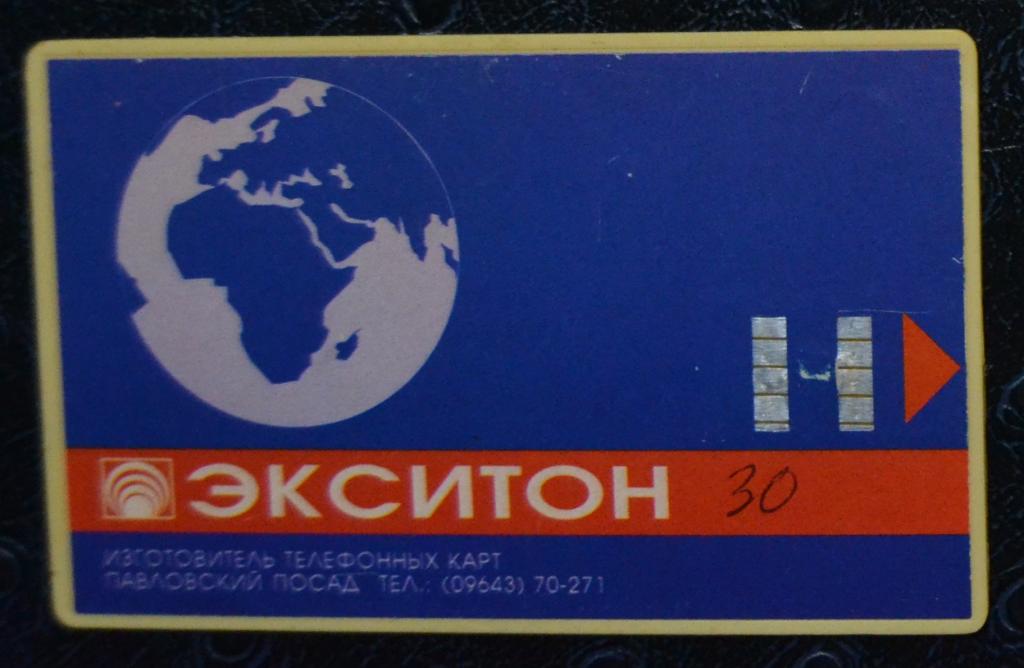 ЭКСИТОН 30
ИЗГОТОВИТЕЛЬ ТЕЛЕФОННЫХ КАРТ
ПАВЛОВСКИЙ ПОСАД ТЕЛ.: (09643) 70-271